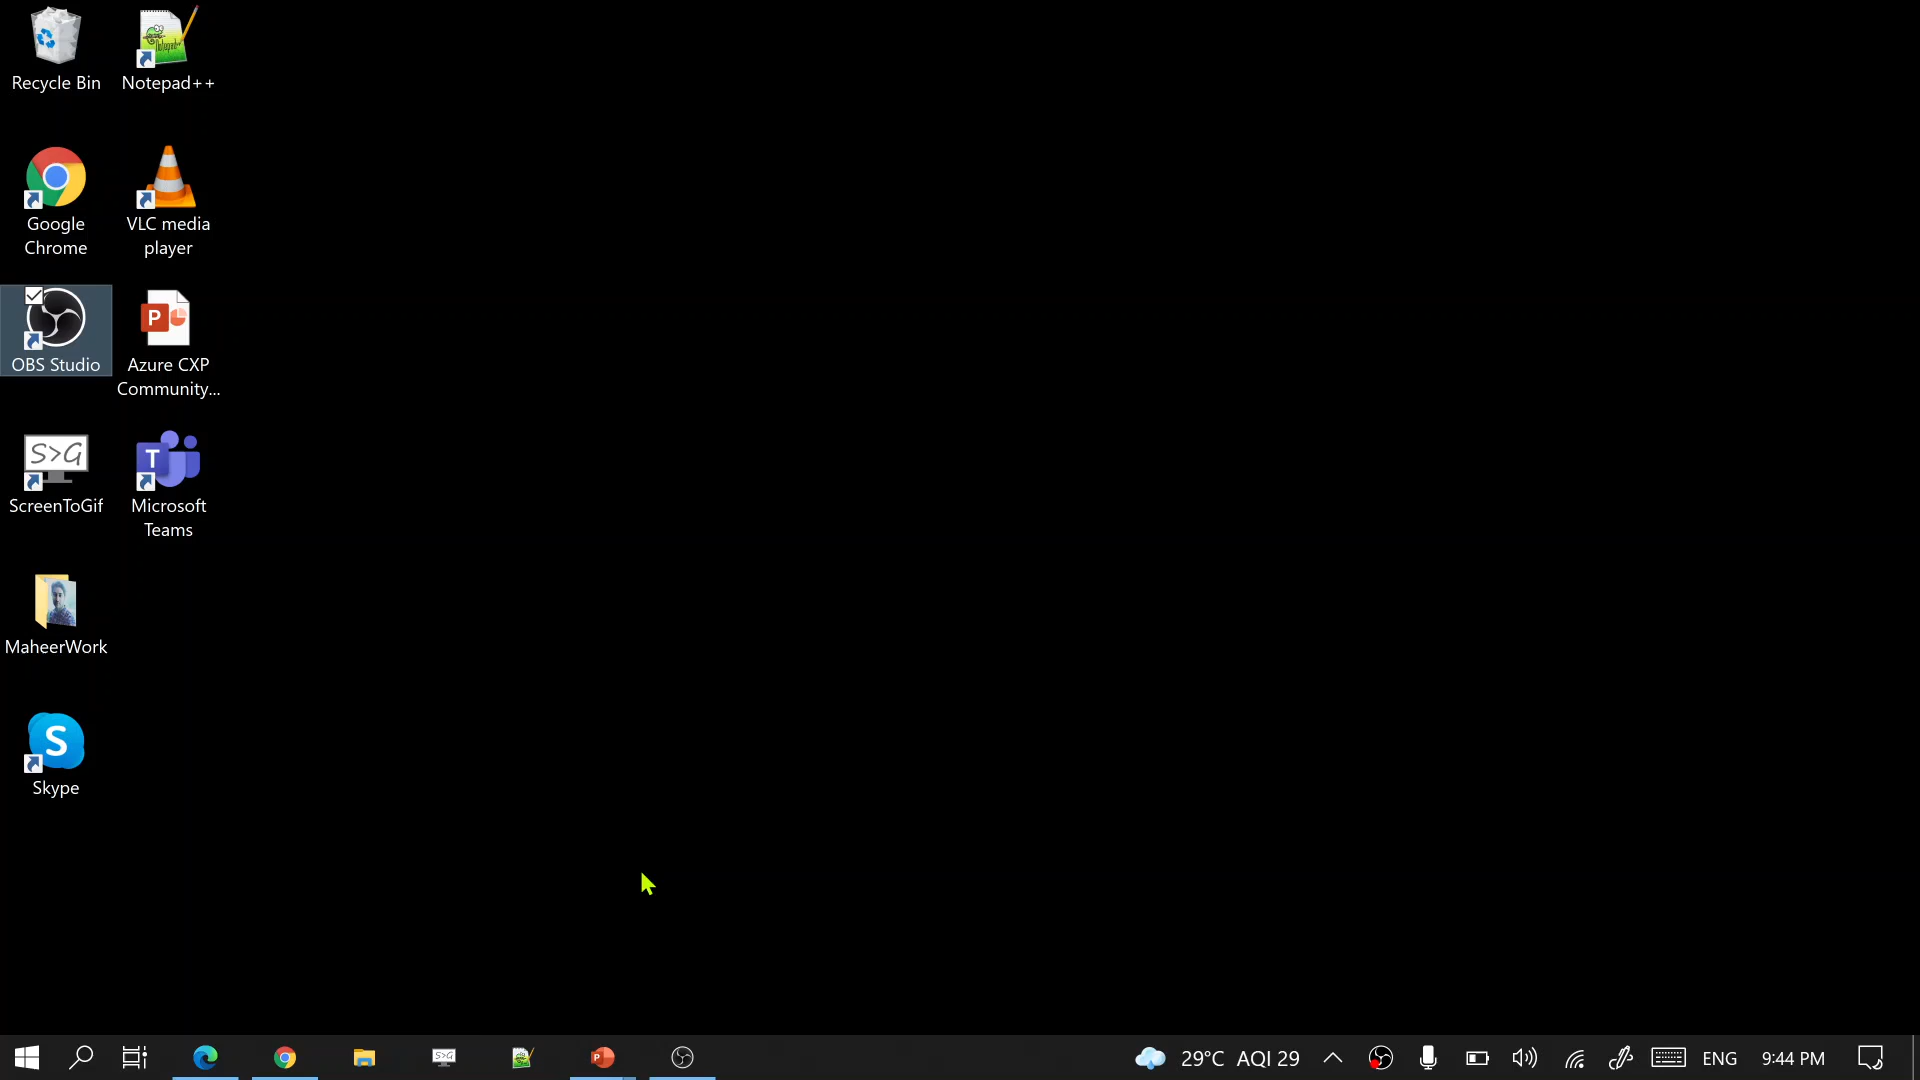 Recycle Bin
Notepad++
Google
Chrome
VLC media
player
OBS Studio
Azure CXP
Community...
S>G
ScreenToGif
T
Microsoft
Teams
MaheerWork
S
Skype
S>G
P
29°C AQI 29
ENG
9:44 PM